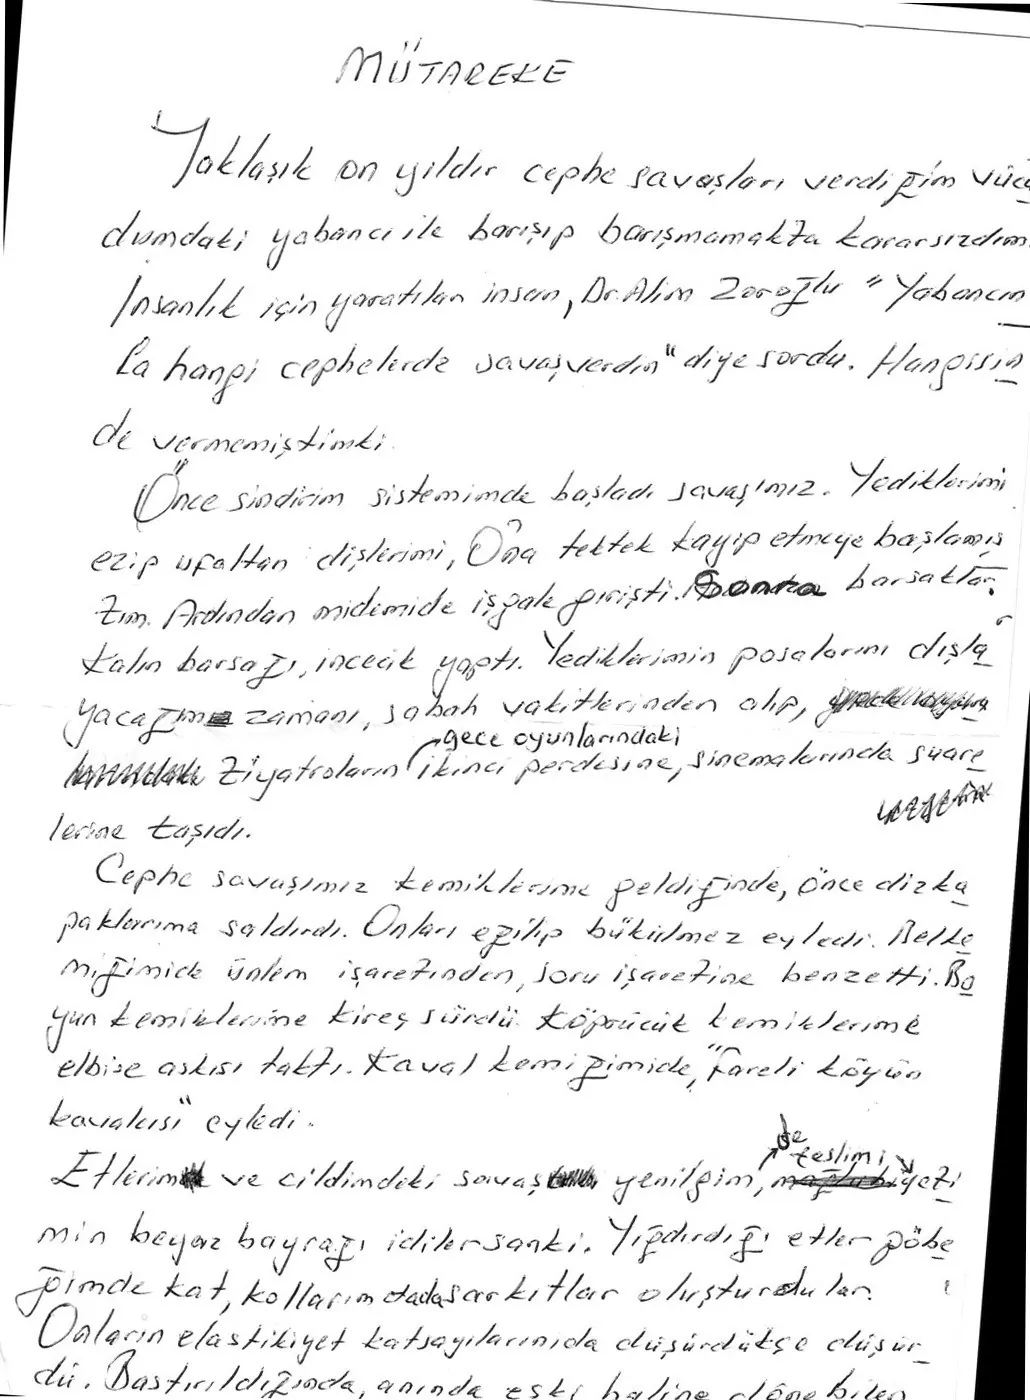 MÜTAREKE
Yaklaşık on yıldır cephe savaşları verdiğim vücu
dumdaki yabancı ile barışıp barışmamakta kararsızdım.
İnsanlık için yaratılan insan, Dr. Alim Zoroğlu "Yabancın
la hangi cephelerde savaş verdin" diye sordu. Hangisin
de vermemiştimki.
Önce sindirim sistemimde başladı savaşımız. Yediklerimi
ezip ufaltan dişlerimi, Ona tektek kayıp etmeye başlamış
tım. Ardından midemide işgale girişti. Sonra barsaklar.
Kalın barsağı, incecik yaptı. Yediklerimin posalarını dışla
yacağım zamanı, sabah vakitlerinden alıp,
gece oyunlarındaki
tiyatroların ikinci perdesine, sinemalarında suare
lerine taşıdı.
Cephe savaşımız kemiklerime geldiğinde, önce dizka
paklarıma saldırdı. Onları eğilip bükülmez eyledi. Belke
miğimide ünlem işaretinden, soru işaretine benzetti. Bo
yun kemiklerime kireç sürdü. Köprücük kemiklerime
elbise askısı taktı. Kaval kemiğimide, "Fareli köyün
kavalcısı" eyledi.
de
teslimi
Etlerim ve cildimdeki savaş yenilgim, yeti
min beyaz bayrağı idiler sanki. Yığdırdığı etler göbe
ğimde kat, kollarımdada sarkıtlar oluşturdular.
Onların elastikiyet katsayılarınıda düşürdükçe düşür
dü. Bastırıldığında, anında eski haline döne bilen